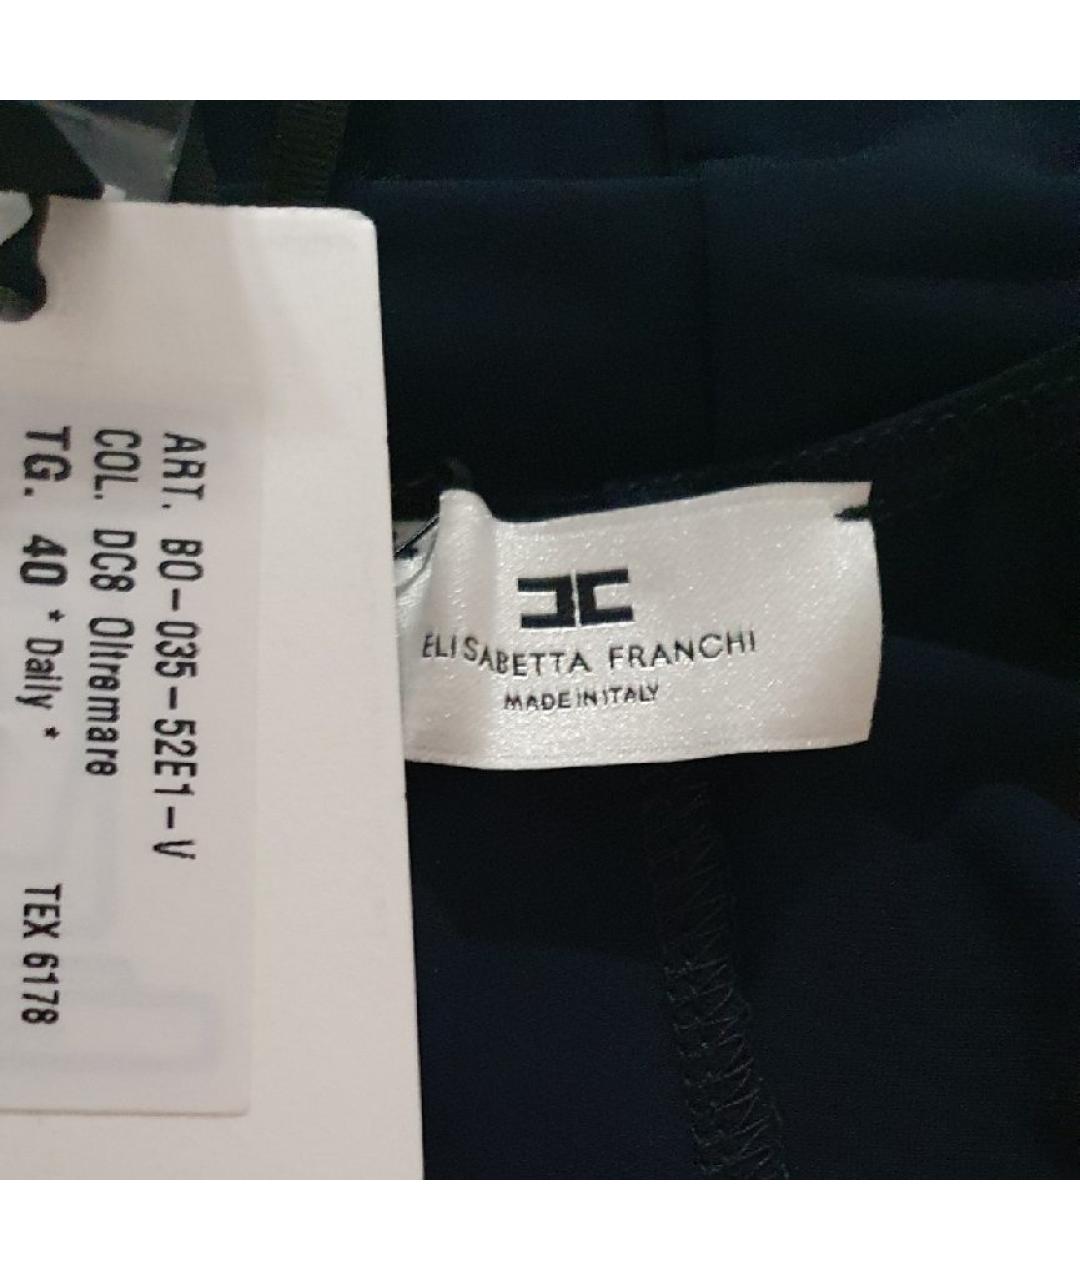 ART. BO-035-52E1-V
COL. DC8 Oltremare
TG. 40 * Daily * TEX 6178
ELISABETTA FRANCHI
MADE IN ITALY